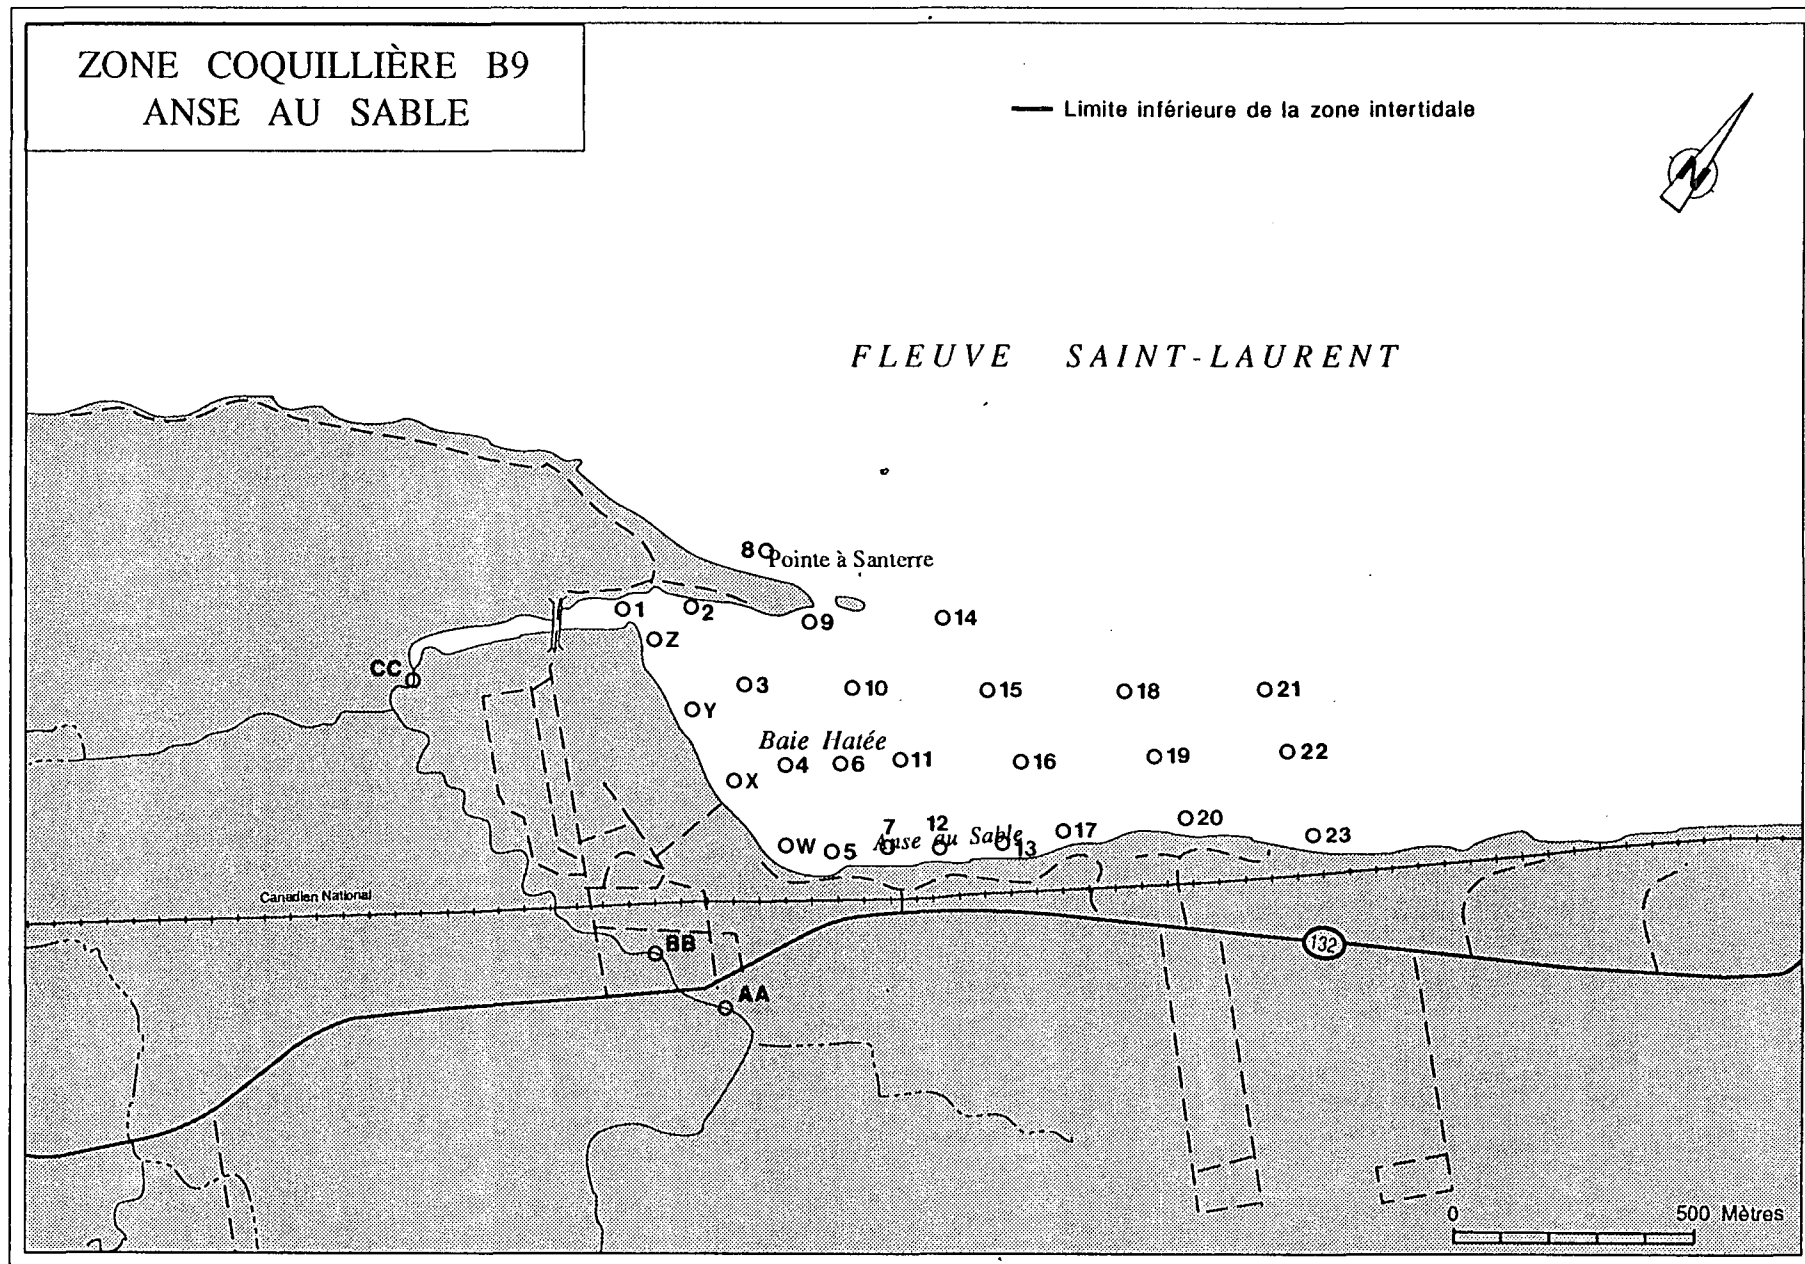 ZONE COQUILLIÈRE B9
ANSE AU SABLE
Limite inférieure de la zone intertidale
N
FLEUVE SAINT-LAURENT
8
Pointe à Santerre
1
2
9
14
Z
CC
3
10
15
18
21
Y
Baie Hatée
4
6
11
16
19
22
X
7
12
Anse au Sable
17
20
23
W
5
13
Canadien National
BB
132
AA
0
500 Mètres